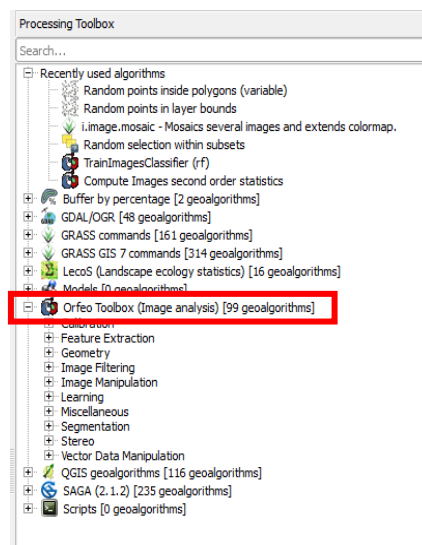 Processing Toolbox
Search...
Recently used algorithms
Random points inside polygons (variable)
Random points in layer bounds
i.image.mosaic - Mosaics several images and extends colormap.
Random selection within subsets
TrainImagesClassifier (rf)
Compute Images second order statistics
Buffer by percentage [2 geoalgorithms]
GDAL/OGR [48 geoalgorithms]
GRASS commands [161 geoalgorithms]
GRASS GIS 7 commands [314 geoalgorithms]
LecoS (Landscape ecology statistics) [16 geoalgorithms]
Models [0 geoalgorithms]
Orfeo Toolbox (Image analysis) [99 geoalgorithms]
Calibration
Feature Extraction
Geometry
Image Filtering
Image Manipulation
Learning
Miscellaneous
Segmentation
Stereo
Vector Data Manipulation
QGIS geoalgorithms [116 geoalgorithms]
SAGA (2.1.2) [235 geoalgorithms]
Scripts [0 geoalgorithms]